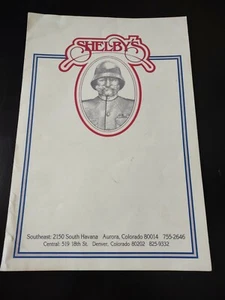 SHELBY'S
Southeast: 2150 South Havana Aurora, Colorado 80014 755-2646
Central: 519 18th St. Denver, Colorado 80202 825-9332